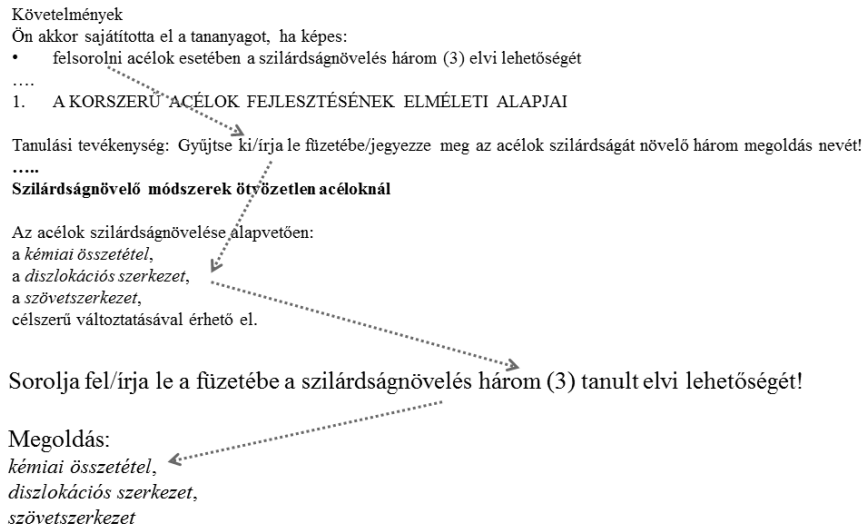 Követelmények
Ön akkor sajátította el a tananyagot, ha képes:
• felsorolni acélok esetében a szilárdságnövelés három (3) elvi lehetőségét
….
1. A KORSZERŰ ACÉLOK FEJLESZTÉSÉNEK ELMÉLETI ALAPJAI
Tanulási tevékenység: Gyűjtse ki/írja le füzetébe/jegyezze meg az acélok szilárdságát növelő három megoldás nevét!
…..
Szilárdságnövelő módszerek ötvözetlen acéloknál
Az acélok szilárdságnövelése alapvetően:
a kémiai összetétel,
a diszlokációs szerkezet,
a szövetszerkezet,
célszerű változtatásával érhető el.
Sorolja fel/írja le a füzetébe a szilárdságnövelés három (3) tanult elvi lehetőségét!
Megoldás:
kémiai összetétel,
diszlokációs szerkezet,
szövetszerkezet